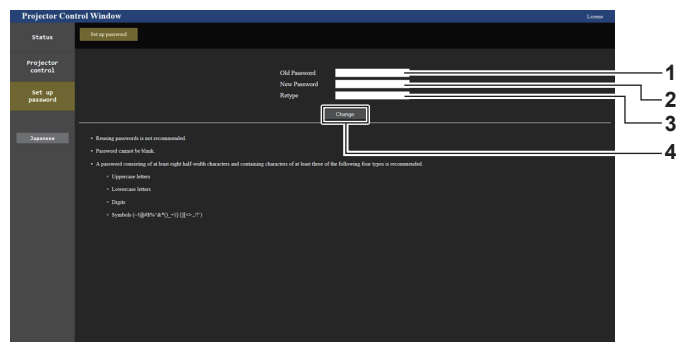 Projector Control Window
License
Status
Set up password
Projector
control
Set up
password
Japanese
Old Password
New Password
Retype
Change
1
2
3
4
• Reusing passwords is not recommended.
• Password cannot be blank.
• A password consisting of at least eight half-width characters and containing characters of at least three of the following four types is recommended.
◦ Uppercase letters
◦ Lowercase letters
◦ Digits
◦ Symbols